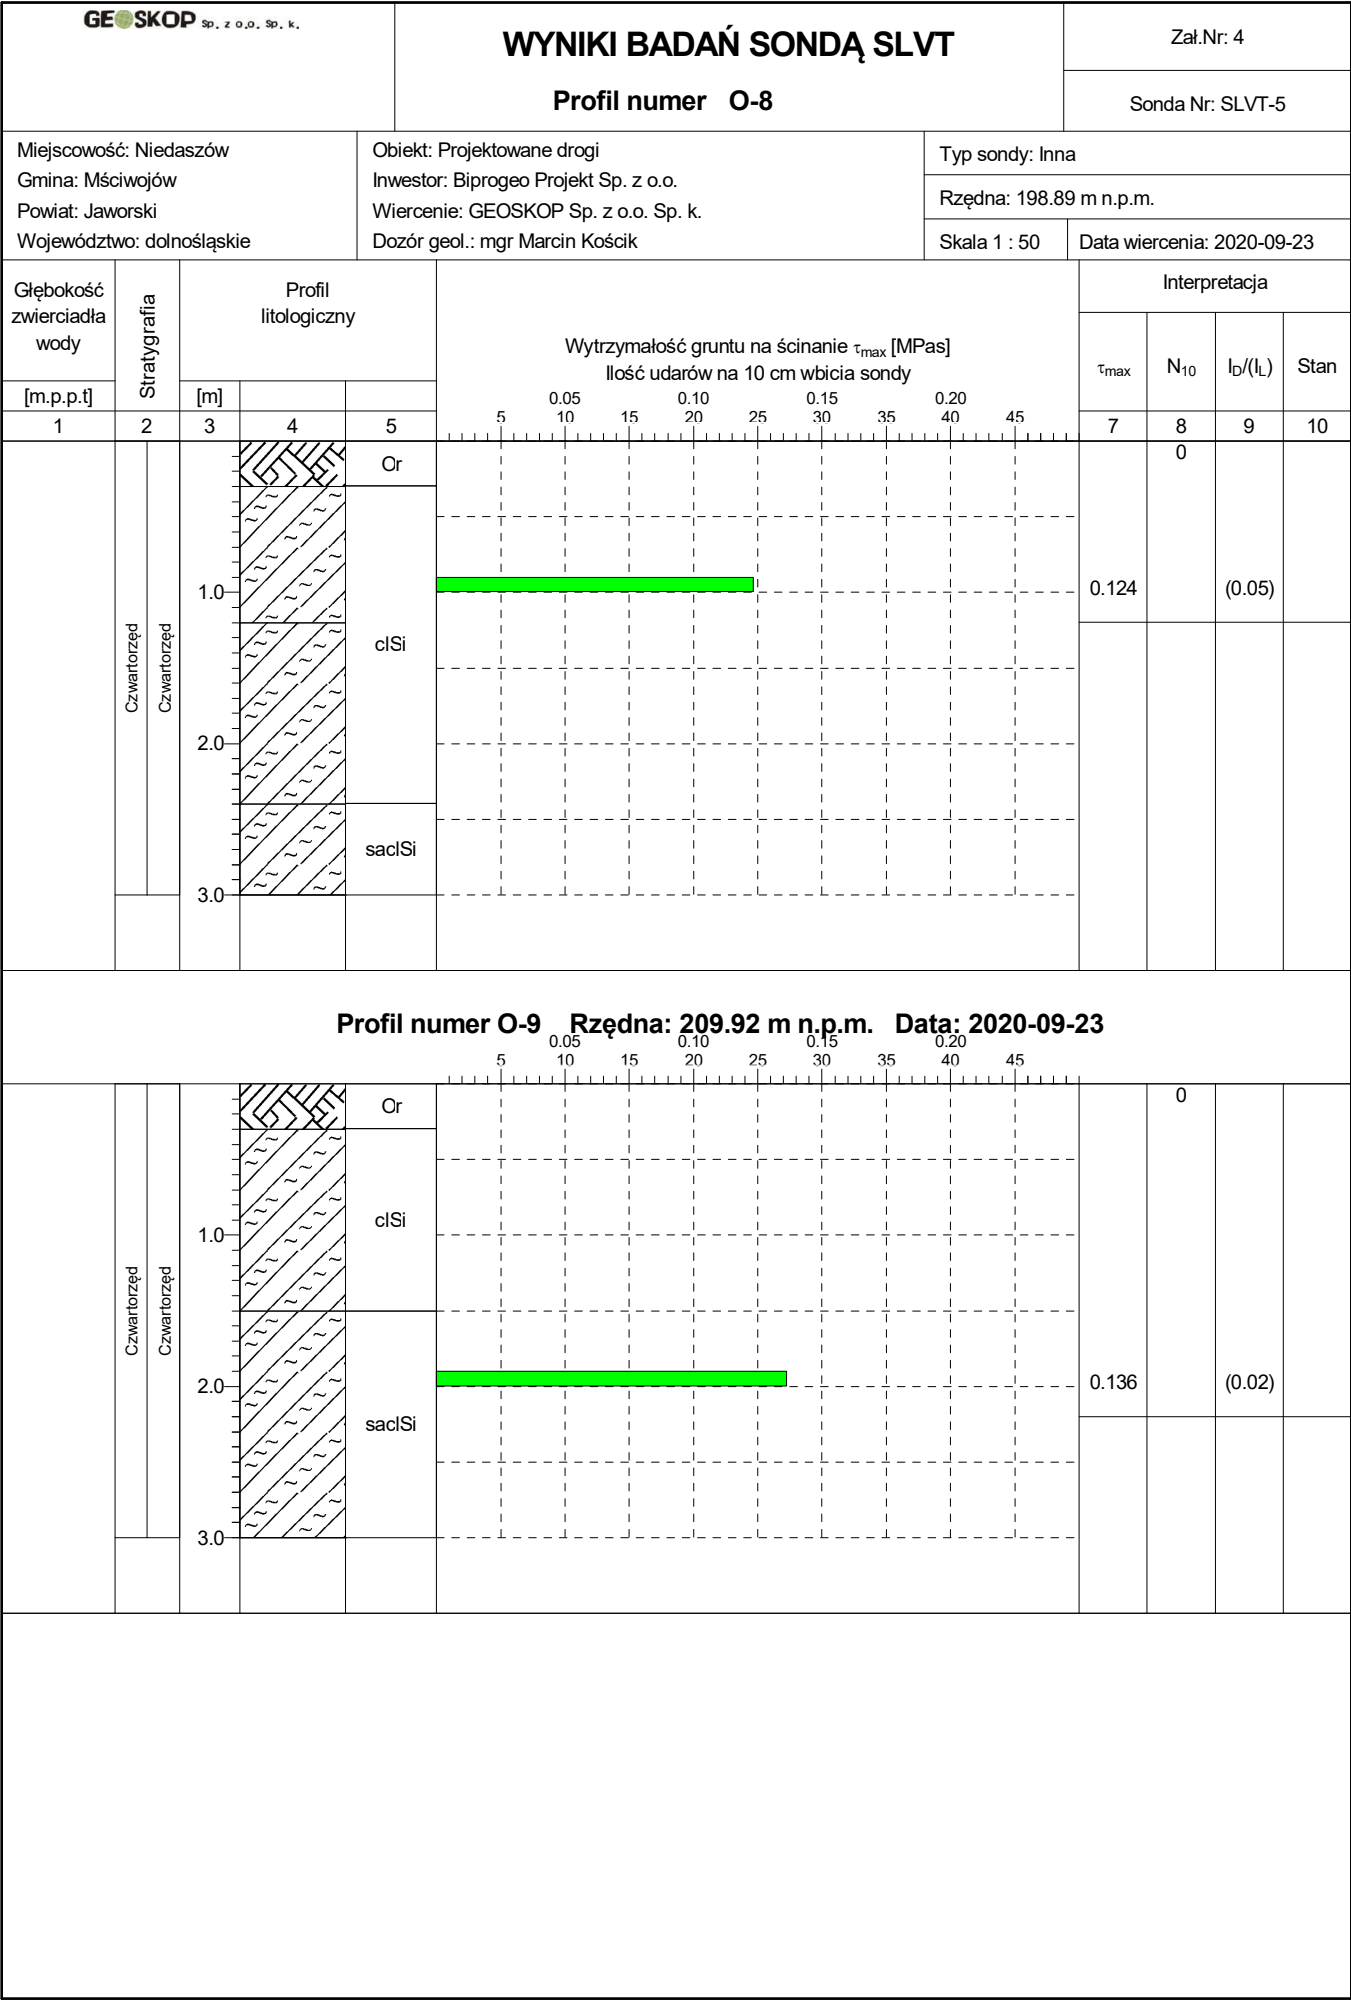 GEOSKOP Sp. z o.o. Sp. k.
WYNIKI BADAŃ SONDĄ SLVT
Profil numer O-8
Zał.Nr: 4
Sonda Nr: SLVT-5
Miejscowość: Niedaszów
Gmina: Mściwojów
Powiat: Jaworski
Województwo: dolnośląskie
Obiekt: Projektowane drogi
Inwestor: Biprogeo Projekt Sp. z o.o.
Wiercenie: GEOSKOP Sp. z o.o. Sp. k.
Dozór geol.: mgr Marcin Kościk
Typ sondy: Inna
Rzędna: 198.89 m n.p.m.
Skala 1 : 50
Data wiercenia: 2020-09-23
Głębokość
zwierciadła
wody
[m.p.p.t]
Stratygrafia
Profil
litologiczny
[m]
Wytrzymałość gruntu na ścinanie τmax [MPas]
Ilość udarów na 10 cm wbicia sondy
0.05 0.10 0.15 0.20
5 10 15 20 25 30 35 40 45
Interpretacja
τmax N10 ID/(IL) Stan
1 2 3 4 5 7 8 9 10
0
Or
1.0
0.124 (0.05)
clSi
Czwartorzęd
Czwartorzęd
2.0
saclSi
3.0
Profil numer O-9 Rzędna: 209.92 m n.p.m. Data: 2020-09-23
0.05 0.10 0.15 0.20
5 10 15 20 25 30 35 40 45
0
Or
clSi
1.0
Czwartorzęd
Czwartorzęd
2.0
0.136 (0.02)
saclSi
3.0